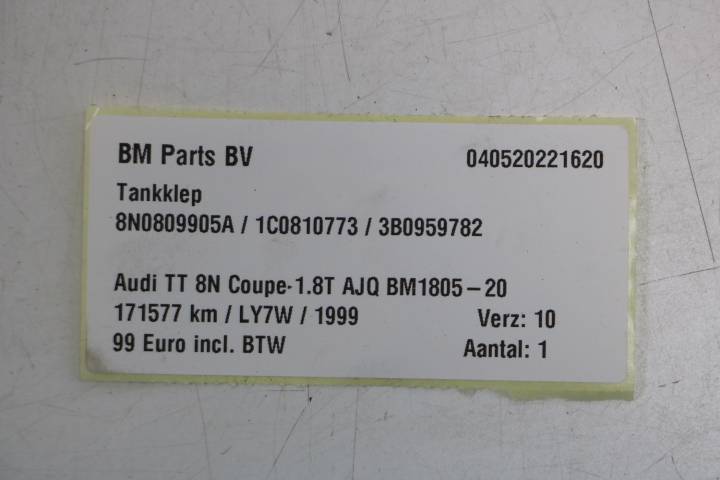 BM Parts BV 040520221620
Tankklep
8N0809905A / 1C0810773 / 3B0959782
Audi TT 8N Coupe-1.8T AJQ BM1805-20
171577 km / LY7W / 1999 Verz: 10
99 Euro incl. BTW Aantal: 1